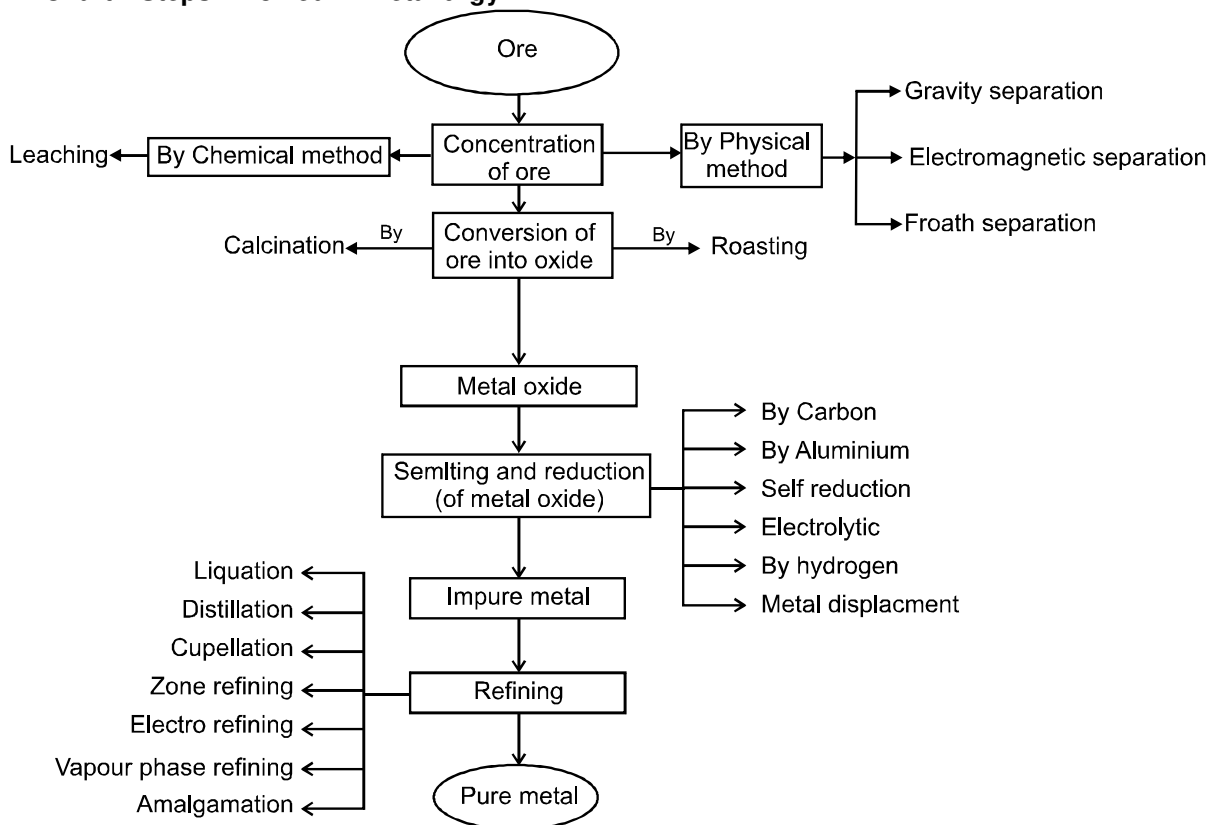 Ore
Gravity separation
Leaching
By Chemical method
Concentration
of ore
By Physical
method
Electromagnetic separation
Froath separation
Calcination
By
Conversion of
ore into oxide
By
Roasting
Metal oxide
By Carbon
By Aluminium
Semlting and reduction
(of metal oxide)
Self reduction
Electrolytic
By hydrogen
Metal displacment
Impure metal
Liquation
Distillation
Cupellation
Zone refining
Refining
Electro refining
Vapour phase refining
Amalgamation
Pure metal